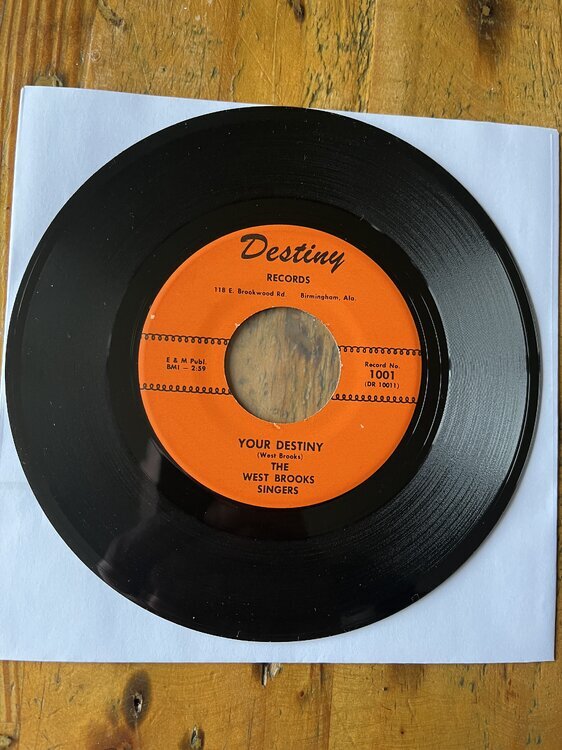 Destiny
RECORDS
118 E. Brookwood Rd. Birmingham, Ala.
E & M Publ.
BMI — 2:59
Record No.
1001
(DR 10011)
YOUR DESTINY
(West Brooks)
THE
WEST BROOKS
SINGERS